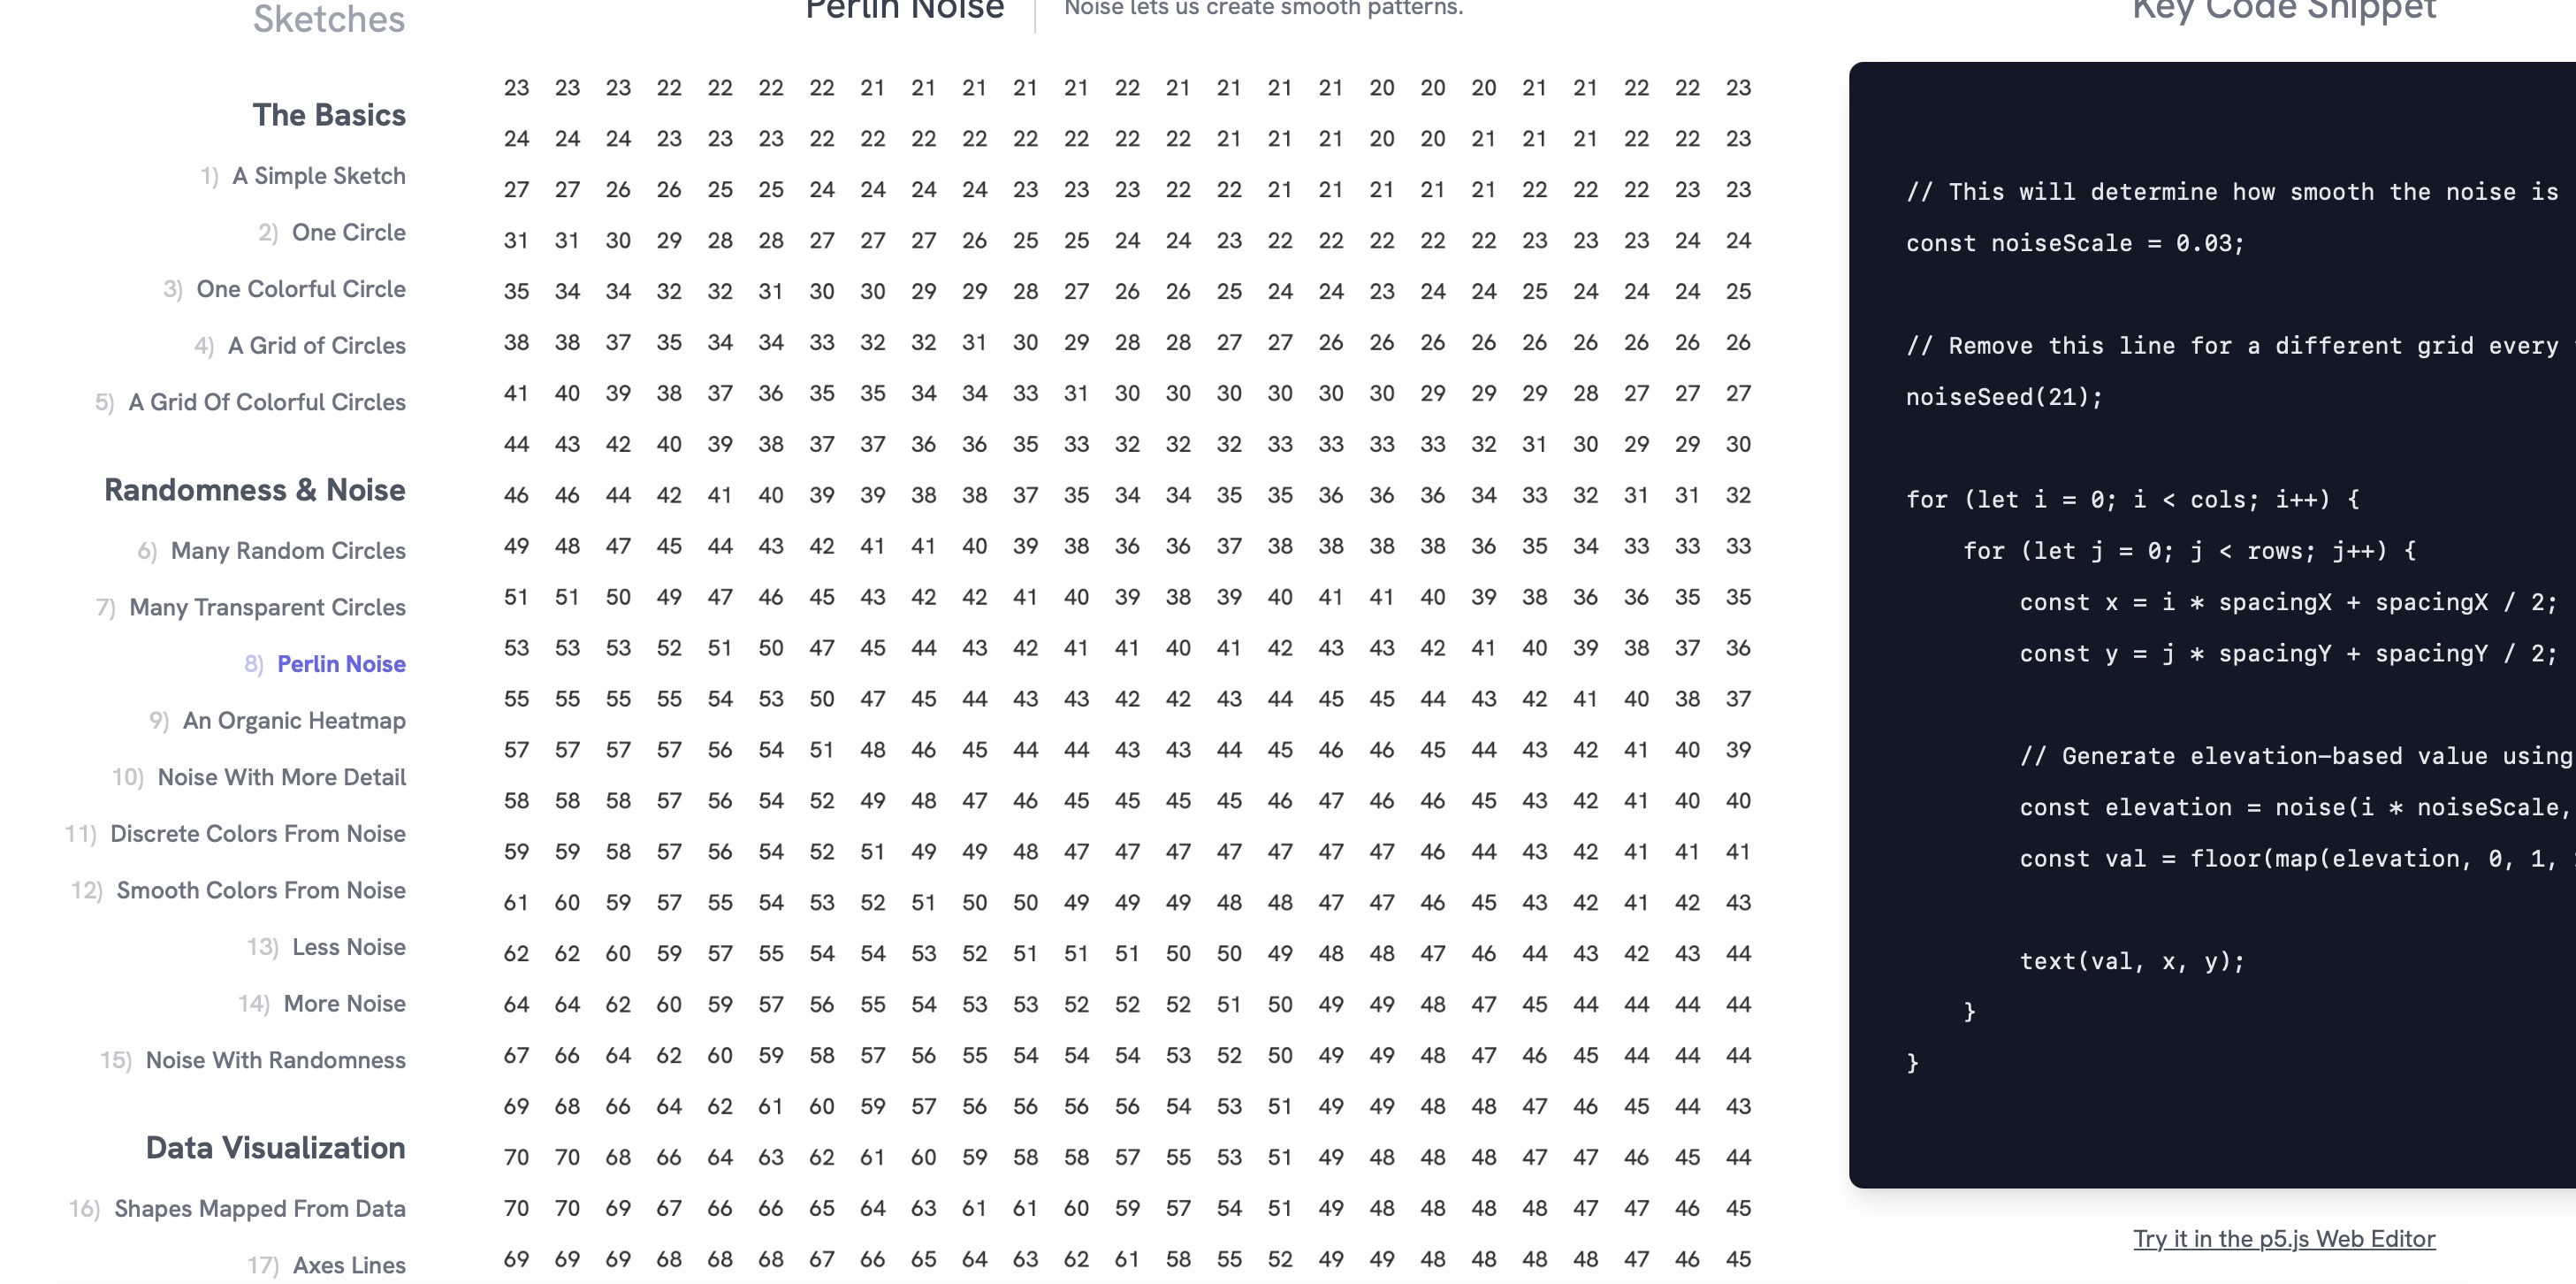 Sketches
The Basics
1) A Simple Sketch
2) One Circle
3) One Colorful Circle
4) A Grid of Circles
5) A Grid Of Colorful Circles
Randomness & Noise
6) Many Random Circles
7) Many Transparent Circles
8) Perlin Noise
9) An Organic Heatmap
10) Noise With More Detail
11) Discrete Colors From Noise
12) Smooth Colors From Noise
13) Less Noise
14) More Noise
15) Noise With Randomness
Data Visualization
16) Shapes Mapped From Data
17) Axes Lines
Perlin Noise
Noise lets us create smooth patterns.
23 23 23 22 22 22 22 21 21 21 21 21 22 21 21 21 21 20 20 20 21 21 22 22 23
24 24 24 23 23 23 22 22 22 22 22 22 22 22 21 21 21 20 20 21 21 21 22 22 23
27 27 26 26 25 25 24 24 24 24 23 23 23 22 22 21 21 21 21 21 22 22 22 23 23
31 31 30 29 28 28 27 27 27 26 25 25 24 24 23 22 22 22 22 22 23 23 23 24 24
35 34 34 32 32 31 30 30 29 29 28 27 26 26 25 24 24 23 24 24 25 24 24 24 25
38 38 37 35 34 34 33 32 32 31 30 29 28 28 27 27 26 26 26 26 26 26 26 26 26
41 40 39 38 37 36 35 35 34 34 33 31 30 30 30 30 30 30 29 29 29 28 27 27 27
44 43 42 40 39 38 37 37 36 36 35 33 32 32 32 33 33 33 33 32 31 30 29 29 30
46 46 44 42 41 40 39 39 38 38 37 35 34 34 35 35 36 36 36 34 33 32 31 31 32
49 48 47 45 44 43 42 41 41 40 39 38 36 36 37 38 38 38 38 36 35 34 33 33 33
51 51 50 49 47 46 45 43 42 42 41 40 39 38 39 40 41 41 40 39 38 36 36 35 35
53 53 53 52 51 50 47 45 44 43 42 41 41 40 41 42 43 43 42 41 40 39 38 37 36
55 55 55 55 54 53 50 47 45 44 43 43 42 42 43 44 45 45 44 43 42 41 40 38 37
57 57 57 57 56 54 51 48 46 45 44 44 43 43 44 45 46 46 45 44 43 42 41 40 39
58 58 58 57 56 54 52 49 48 47 46 45 45 45 45 46 47 46 46 45 43 42 41 40 40
59 59 58 57 56 54 52 51 49 49 48 47 47 47 47 47 47 47 46 44 43 42 41 41 41
61 60 59 57 55 54 53 52 51 50 50 49 49 49 48 48 47 47 46 45 43 42 41 42 43
62 62 60 59 57 55 54 54 53 52 51 51 51 50 50 49 48 48 47 46 44 43 42 43 44
64 64 62 60 59 57 56 55 54 53 53 52 52 52 51 50 49 49 48 47 45 44 44 44 44
67 66 64 62 60 59 58 57 56 55 54 54 54 53 52 50 49 49 48 47 46 45 44 44 44
69 68 66 64 62 61 60 59 57 56 56 56 56 54 53 51 49 49 48 48 47 46 45 44 43
70 70 68 66 64 63 62 61 60 59 58 58 57 55 53 51 49 48 48 48 47 47 46 45 44
70 70 69 67 66 66 65 64 63 61 61 60 59 57 54 51 49 48 48 48 48 47 47 46 45
69 69 69 68 68 68 67 66 65 64 63 62 61 58 55 52 49 49 48 48 48 48 47 46 45
Key Code Snippet
// This will determine how smooth the noise is
const noiseScale = 0.03;
// Remove this line for a different grid every
noiseSeed(21);
for (let i = 0; i < cols; i++) {
for (let j = 0; j < rows; j++) {
const x = i * spacingX + spacingX / 2;
const y = j * spacingY + spacingY / 2;
// Generate elevation-based value using
const elevation = noise(i * noiseScale,
const val = floor(map(elevation, 0, 1,
text(val, x, y);
}
}
Try it in the p5.js Web Editor